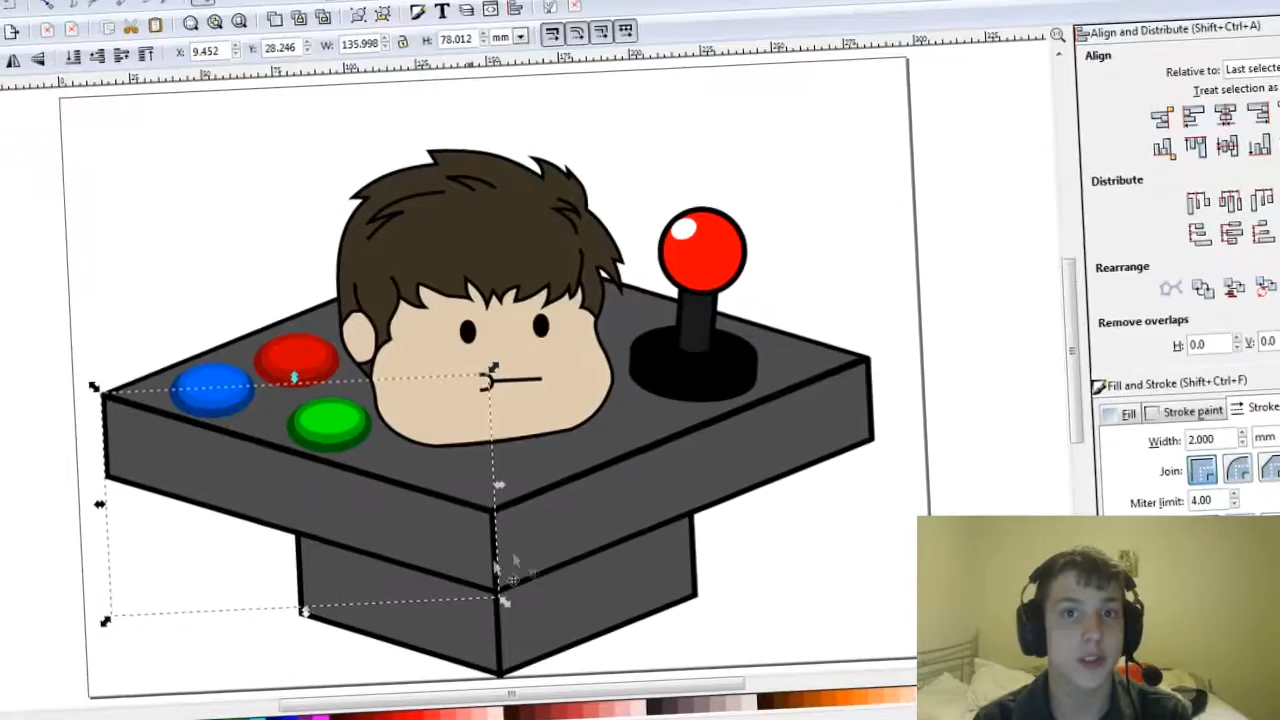 X: 9.452 Y: 28.246 W: 135.998 H: 78.012 mm
Align and Distribute (Shift+Ctrl+A)
Align
Relative to: Last selecte
Treat selection as
Distribute
Rearrange
Remove overlaps
H: 0.0 V: 0.0
Fill and Stroke (Shift+Ctrl+F)
Fill Stroke paint Stroke
Width: 2.000 mm
Join:
Miter limit: 4.00